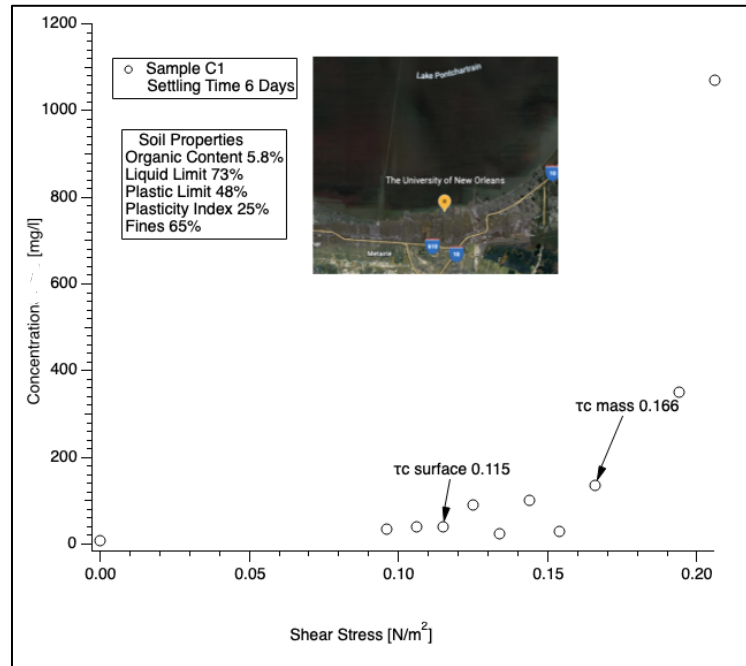 1200
1000
800
600
400
200
0
Concentration [mg/l]
Sample C1
Settling Time 6 Days
Soil Properties
Organic Content 5.8%
Liquid Limit 73%
Plastic Limit 48%
Plasticity Index 25%
Fines 65%
Lake Pontchartrain
The University of New Orleans
10
Metairie
610
10
τc mass 0.166
τc surface 0.115
0.00
0.05
0.10
0.15
0.20
Shear Stress [N/m²]